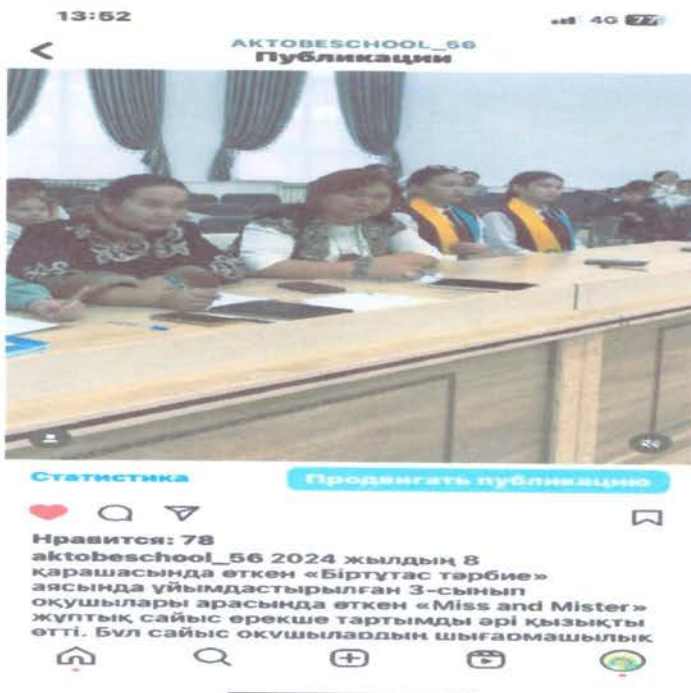 13:52
4G 77
AKTOBESCHOOL_56
Публикации
Статистика
Продвигать публикацию
Нравится: 78
aktobeschool_56 2024 жылдың 8
қарашасында өткен «Біртұтас тәрбие»
аясында ұйымдастырылған 3-сынып
оқушылары арасында өткен «Miss and Mister»
жұптық сайыс ерекше тартымды әрі қызықты
өтті. Бұл сайыс оқушылардың шығармашылық